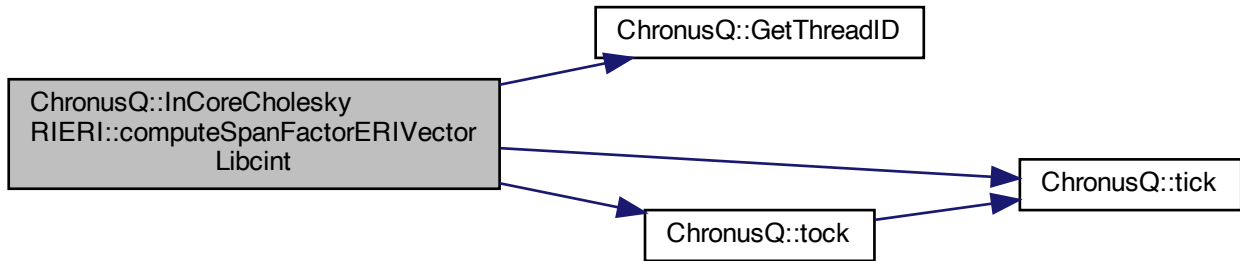 ChronusQ::GetThreadID
ChronusQ::InCoreCholesky
RIERI::computeSpanFactorERIVector
Libcint
ChronusQ::tick
ChronusQ::tock